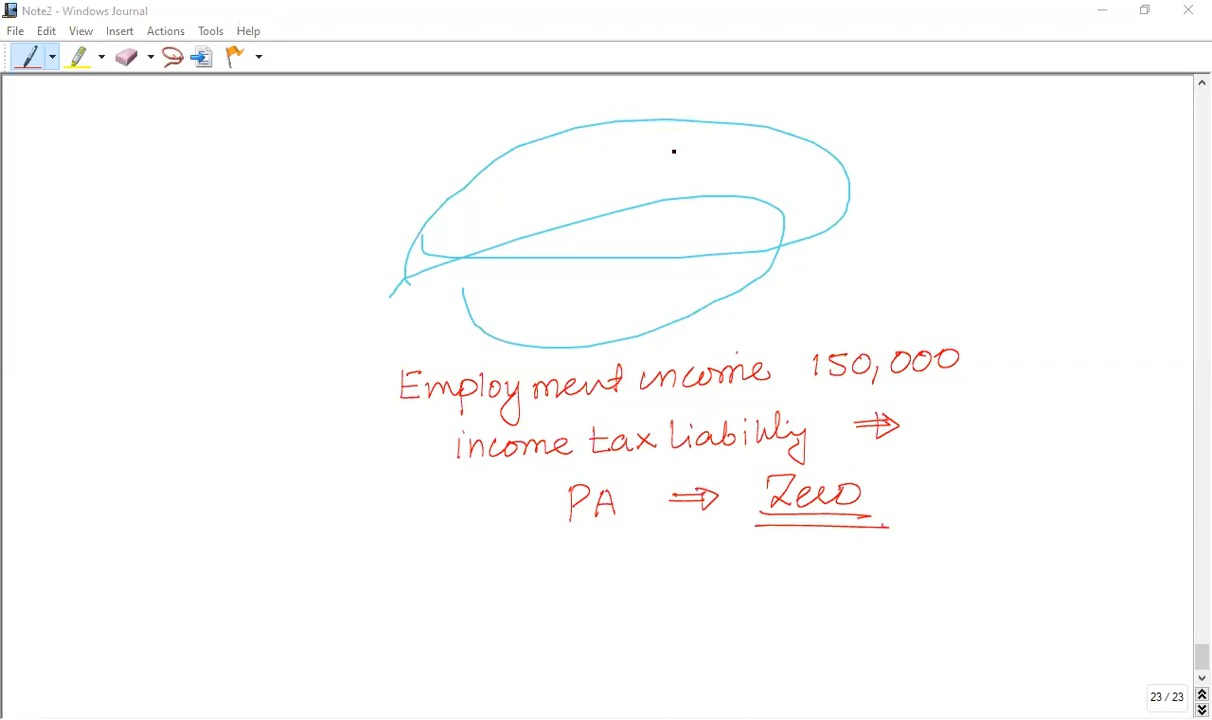 Note2 - Windows Journal
File Edit View Insert Actions Tools Help
Employment income 150,000
income tax liability ⇒
PA ⇒ Zero
23 / 23